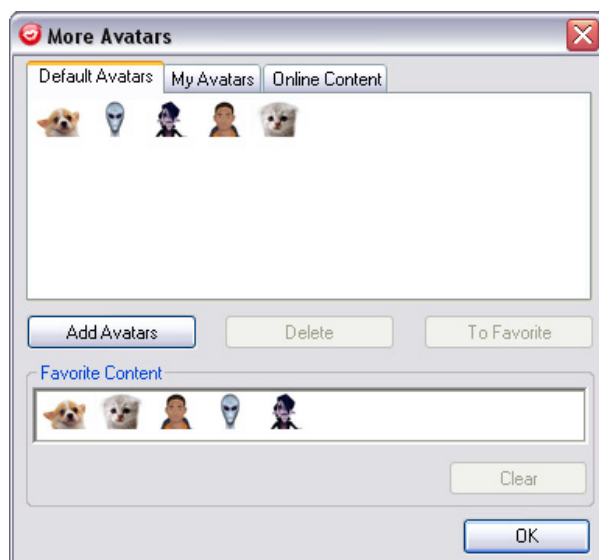 More Avatars
Default Avatars My Avatars Online Content
Add Avatars Delete To Favorite
Favorite Content
Clear
OK